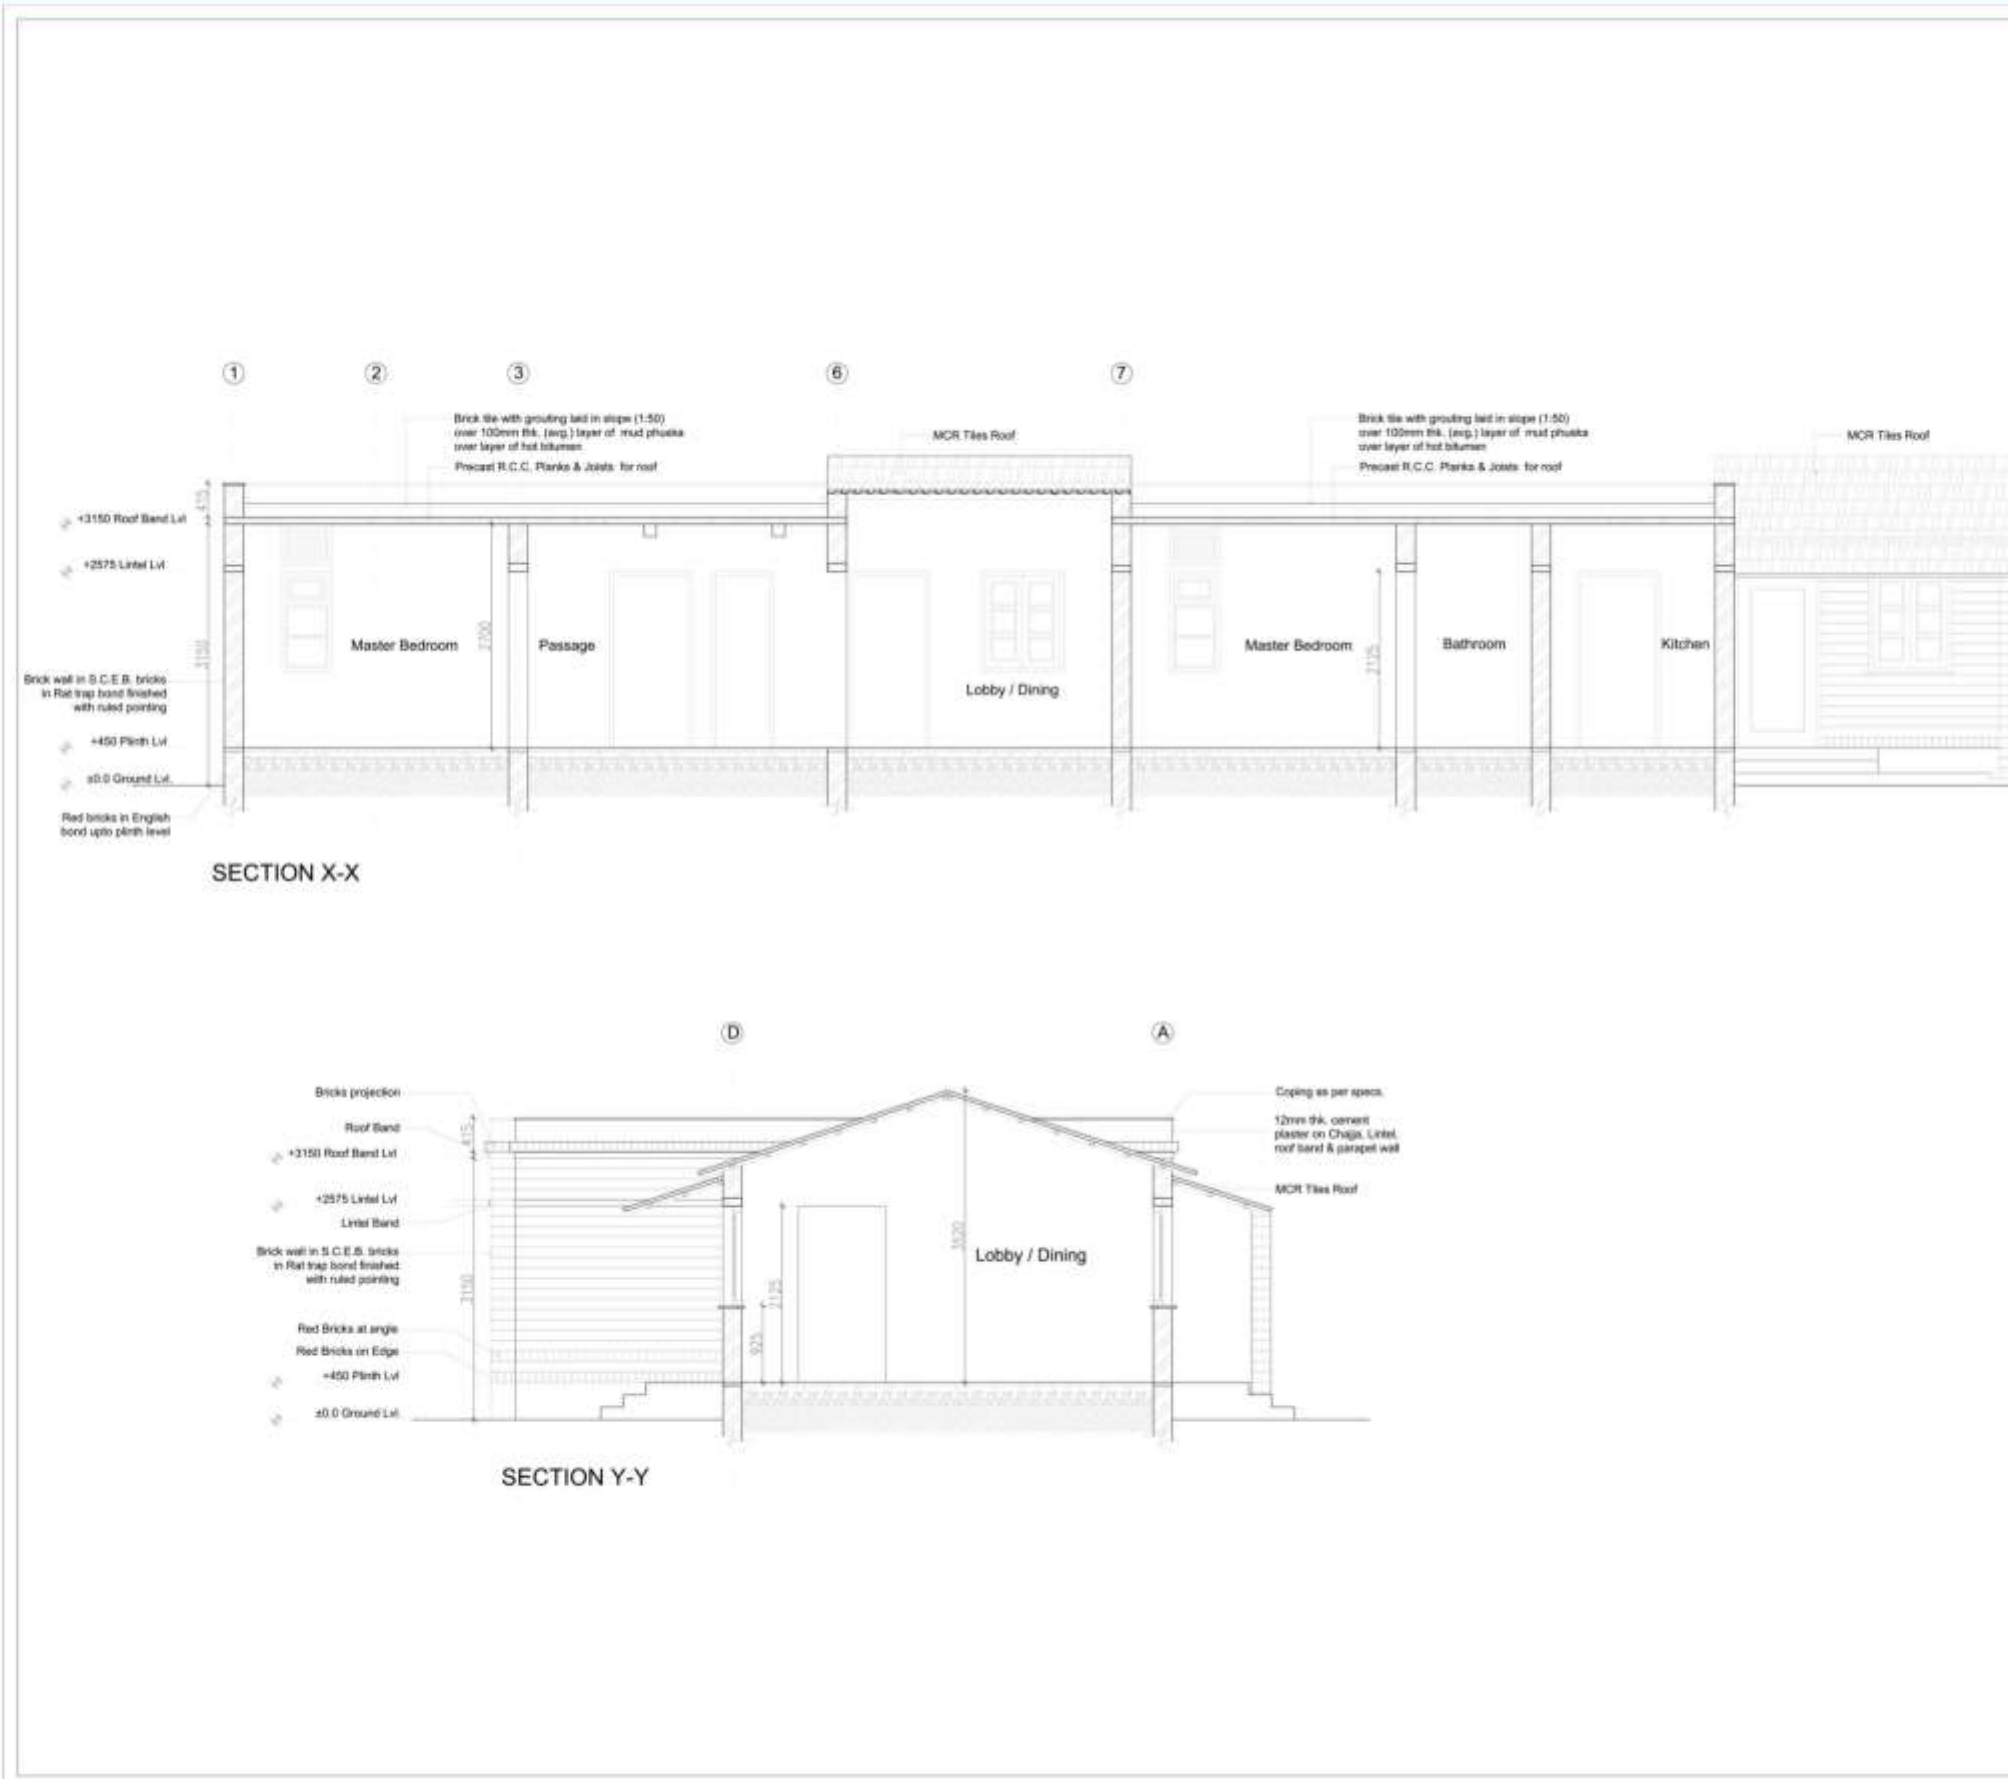 1 2 3 6 7
Brick tile with grouting laid in slope (1:50)
over 100mm thk. (avg.) layer of mud phuska
over layer of hot bitumen
Precast R.C.C. Planks & Joists for roof
MCR Tiles Roof
Brick tile with grouting laid in slope (1:50)
over 100mm thk. (avg.) layer of mud phuska
over layer of hot bitumen
Precast R.C.C. Planks & Joists for roof
MCR Tiles Roof
415
+3150 Roof Band Lvl
+2575 Lintel Lvl
3150
Master Bedroom
2700
Passage
Lobby / Dining
Master Bedroom
2125
Bathroom
Kitchen
Brick wall in S.C.E.B. bricks
in Rat trap bond finished
with ruled pointing
+450 Plinth Lvl
±0.0 Ground Lvl.
Red bricks in English
bond upto plinth level
SECTION X-X
D A
Bricks projection
Roof Band
+3150 Roof Band Lvl
+2575 Lintel Lvl
Lintel Band
Brick wall in S.C.E.B. bricks
in Rat trap bond finished
with ruled pointing
Red Bricks at angle
Red Bricks on Edge
+450 Plinth Lvl
±0.0 Ground Lvl
415
3150
925
2125
Lobby / Dining
Coping as per specs.
12mm thk. cement
plaster on Chajja, Lintel,
roof band & parapet wall
MCR Tiles Roof
SECTION Y-Y